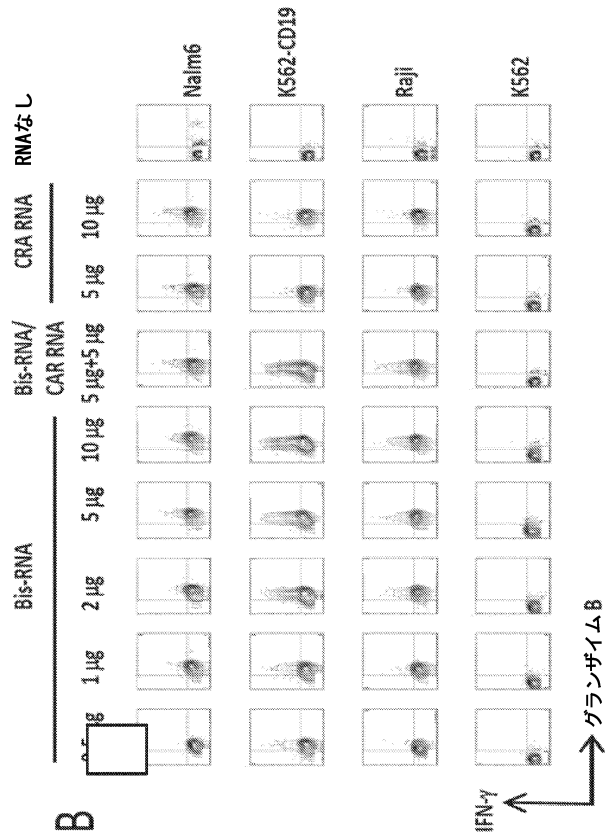 B
Bis-RNA
Bis-RNA/
CAR RNA
CRA RNA
RNAなし
1 µg
2 µg
5 µg
10 µg
5 µg+5 µg
5 µg
10 µg
Nalm6
K562-CD19
Raji
K562
IFN-γ
グランザイム B